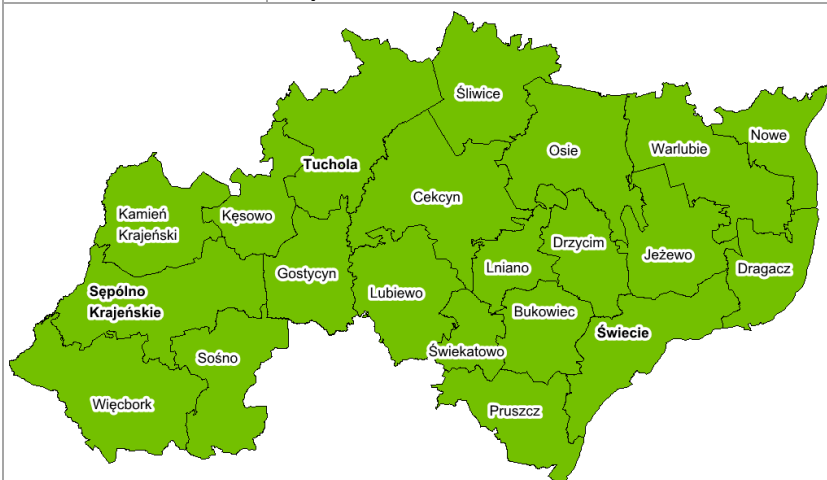 Śliwice
Nowe
Osie
Warlubie
Tuchola
Cekcyn
Kamień
Krajeński
Kęsowo
Drzycim
Jeżewo
Dragacz
Gostycyn
Lniano
Lubiewo
Sępólno
Krajeńskie
Bukowiec
Świecie
Świekatowo
Sośno
Więcbork
Pruszcz